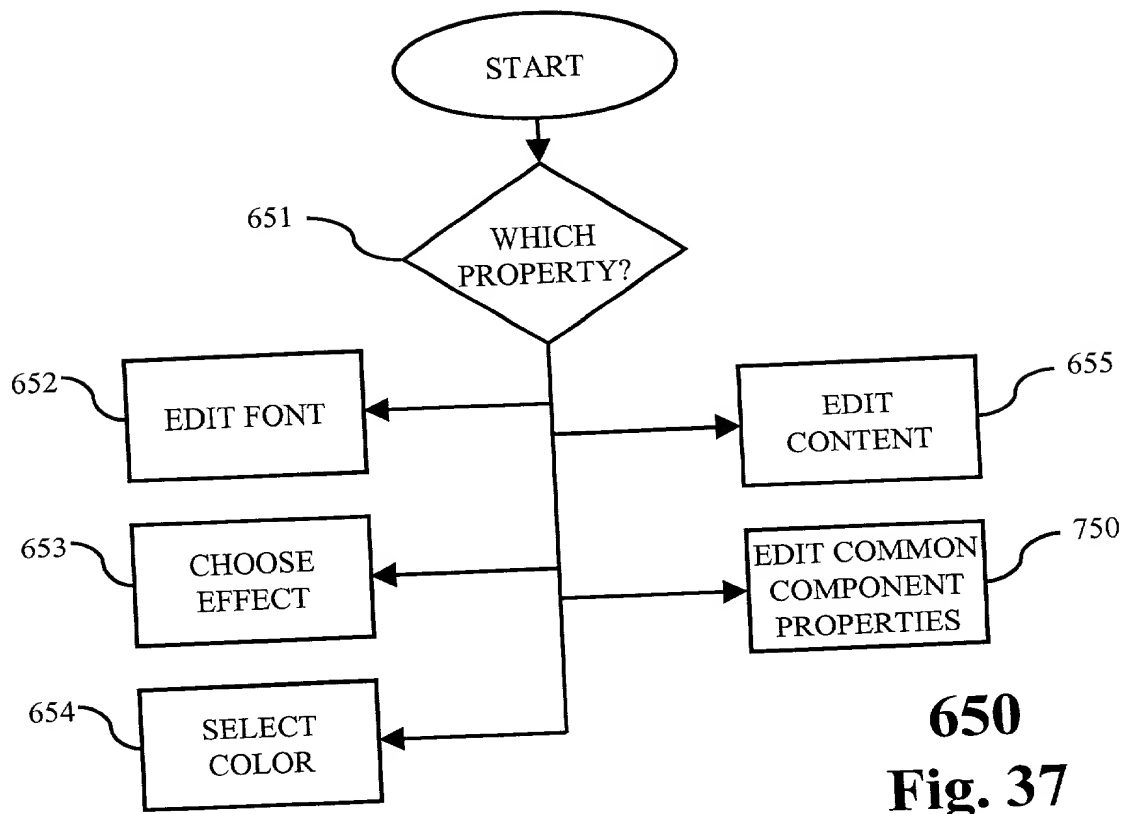 START
651
WHICH
PROPERTY?
652
EDIT FONT
655
EDIT
CONTENT
653
CHOOSE
EFFECT
750
EDIT COMMON
COMPONENT
PROPERTIES
654
SELECT
COLOR
650
Fig. 37